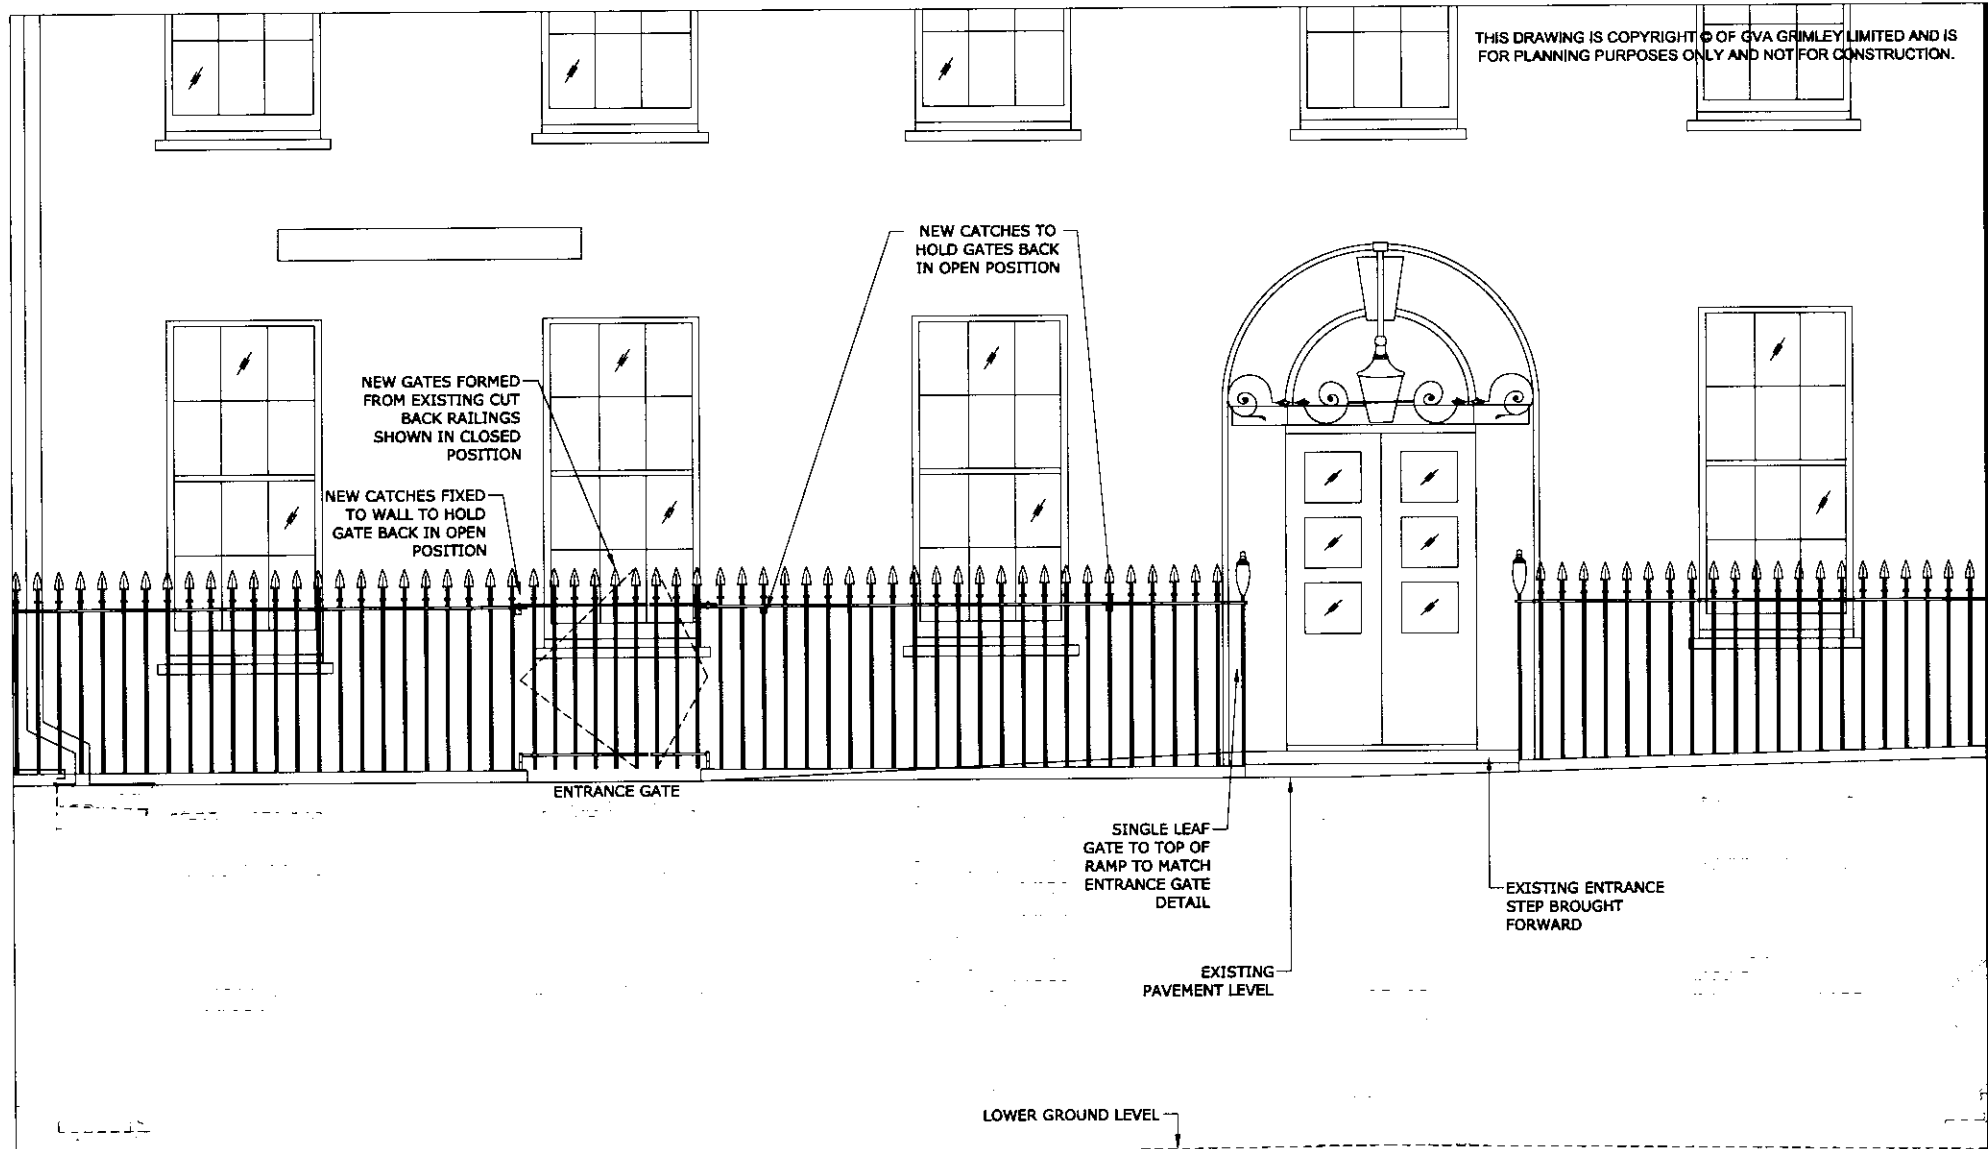 THIS DRAWING IS COPYRIGHT © OF GVA GRIMLEY LIMITED AND IS
FOR PLANNING PURPOSES ONLY AND NOT FOR CONSTRUCTION.
NEW CATCHES TO
HOLD GATES BACK
IN OPEN POSITION
NEW GATES FORMED
FROM EXISTING CUT
BACK RAILINGS
SHOWN IN CLOSED
POSITION
NEW CATCHES FIXED
TO WALL TO HOLD
GATE BACK IN OPEN
POSITION
ENTRANCE GATE
SINGLE LEAF
GATE TO TOP OF
RAMP TO MATCH
ENTRANCE GATE
DETAIL
EXISTING ENTRANCE
STEP BROUGHT
FORWARD
EXISTING
PAVEMENT LEVEL
LOWER GROUND LEVEL